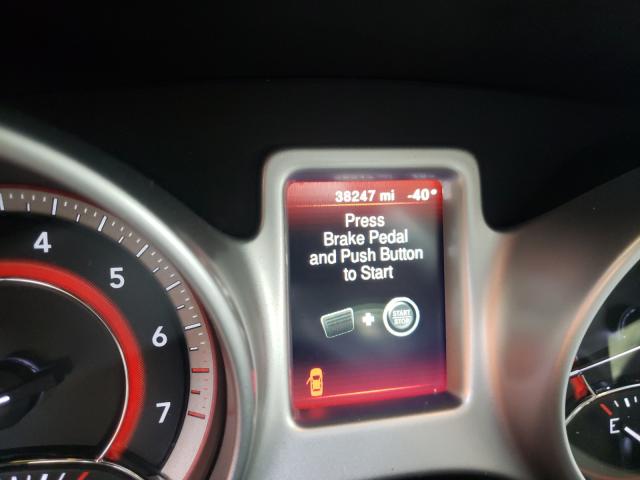 38247 mi -40°
Press
Brake Pedal
and Push Button
to Start
START
STOP
4
5
6
7
E